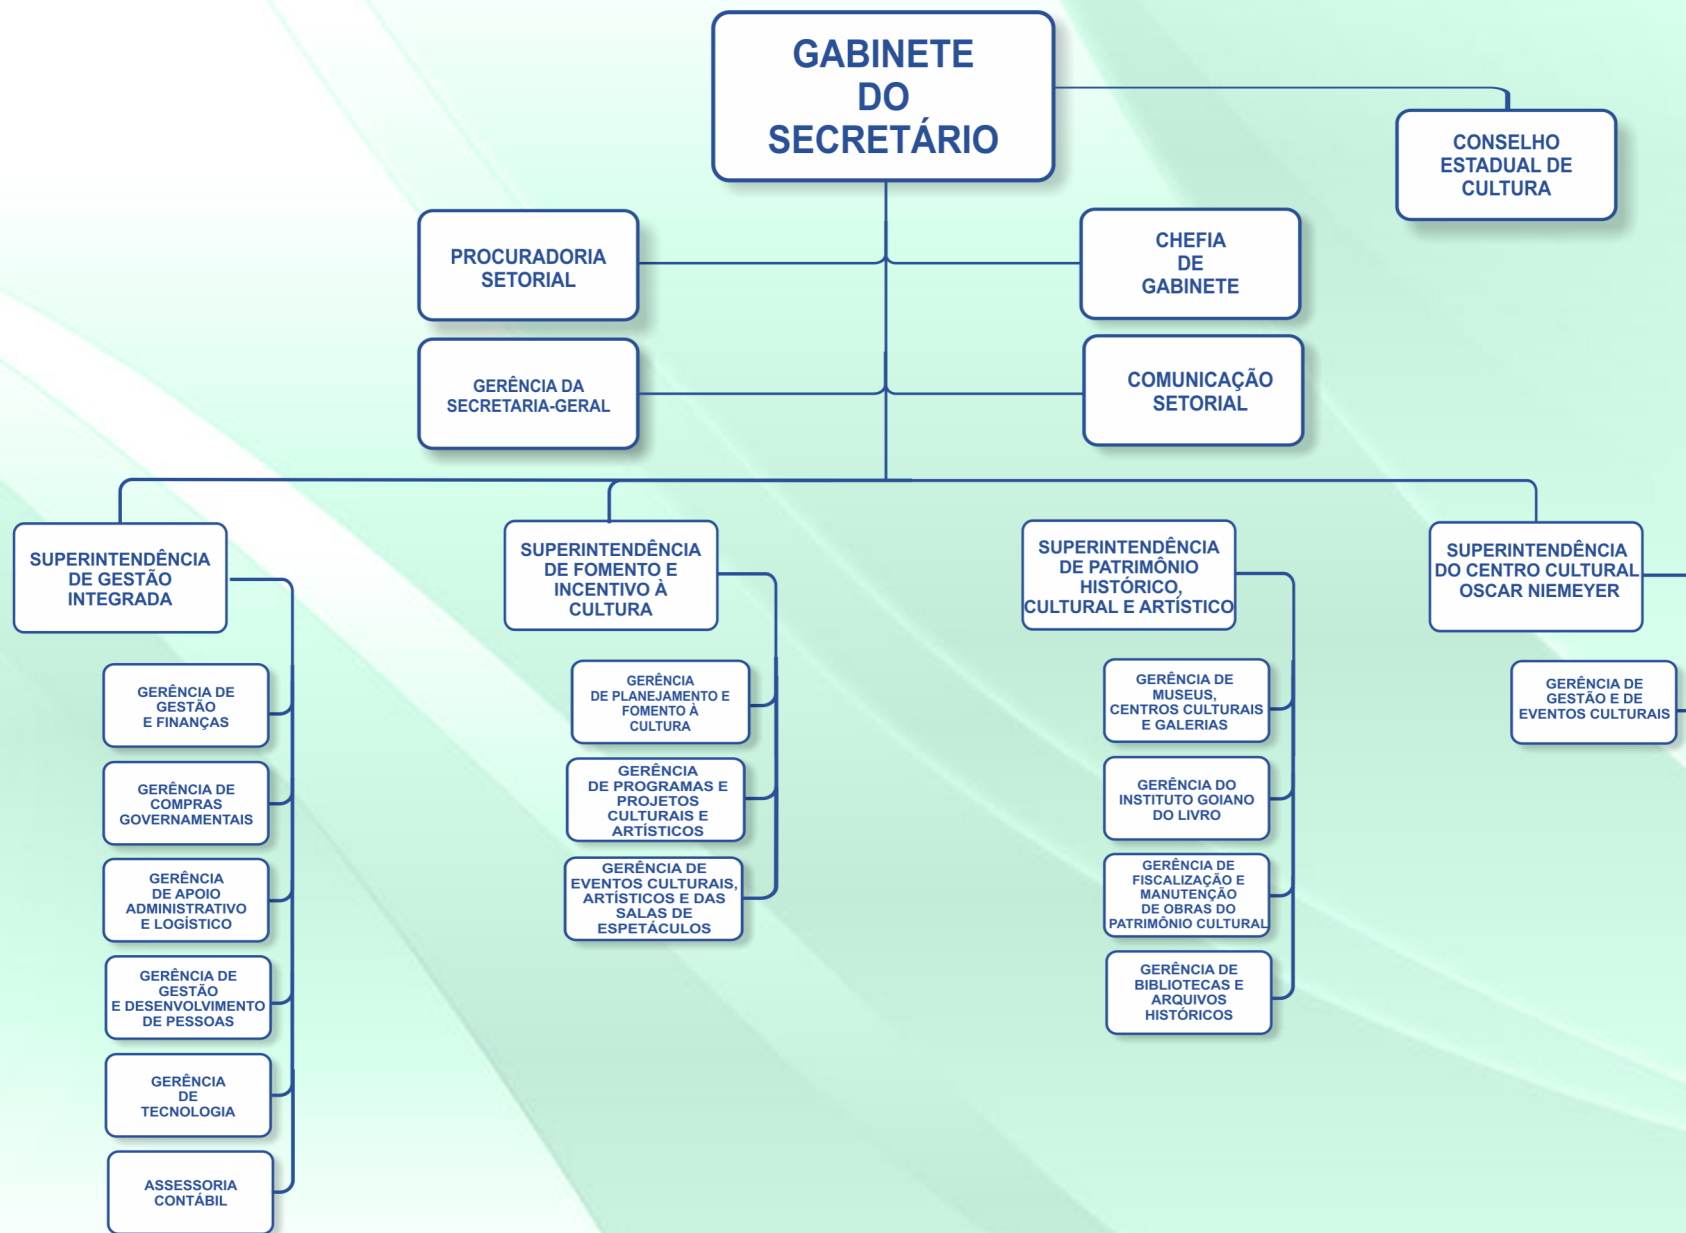 GABINETE
DO
SECRETÁRIO
CONSELHO
ESTADUAL DE
CULTURA
PROCURADORIA
SETORIAL
CHEFIA
DE
GABINETE
GERÊNCIA DA
SECRETARIA-GERAL
COMUNICAÇÃO
SETORIAL
SUPERINTENDÊNCIA
DE GESTÃO
INTEGRADA
GERÊNCIA DE
GESTÃO
E FINANÇAS
GERÊNCIA DE
COMPRAS
GOVERNAMENTAIS
GERÊNCIA
DE APOIO
ADMINISTRATIVO
E LOGÍSTICO
GERÊNCIA DE
GESTÃO
E DESENVOLVIMENTO
DE PESSOAS
GERÊNCIA
DE
TECNOLOGIA
ASSESSORIA
CONTÁBIL
SUPERINTENDÊNCIA
DE FOMENTO E
INCENTIVO À
CULTURA
GERÊNCIA
DE PLANEJAMENTO E
FOMENTO À
CULTURA
GERÊNCIA
DE PROGRAMAS E
PROJETOS
CULTURAIS E
ARTÍSTICOS
GERÊNCIA DE
EVENTOS CULTURAIS,
ARTÍSTICOS E DAS
SALAS DE
ESPETÁCULOS
SUPERINTENDÊNCIA
DE PATRIMÔNIO
HISTÓRICO,
CULTURAL E ARTÍSTICO
GERÊNCIA DE
MUSEUS,
CENTROS CULTURAIS
E GALERIAS
GERÊNCIA DO
INSTITUTO GOIANO
DO LIVRO
GERÊNCIA DE
FISCALIZAÇÃO E
MANUTENÇÃO
DE OBRAS DO
PATRIMÔNIO CULTURAL
GERÊNCIA DE
BIBLIOTECAS E
ARQUIVOS
HISTÓRICOS
SUPERINTENDÊNCIA
DO CENTRO CULTURAL
OSCAR NIEMEYER
GERÊNCIA DE
GESTÃO E DE
EVENTOS CULTURAIS